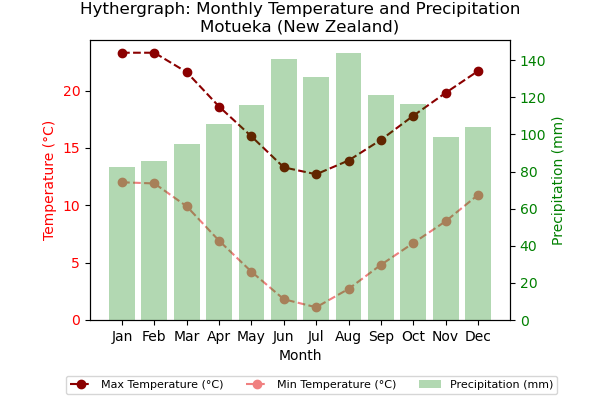 Hythergraph: Monthly Temperature and Precipitation
Motueka (New Zealand)
Temperature (°C)
20
15
10
5
0
140
120
100
80
60
40
20
0
Precipitation (mm)
Jan Feb Mar Apr May Jun Jul Aug Sep Oct Nov Dec
Month
Max Temperature (°C) Min Temperature (°C) Precipitation (mm)